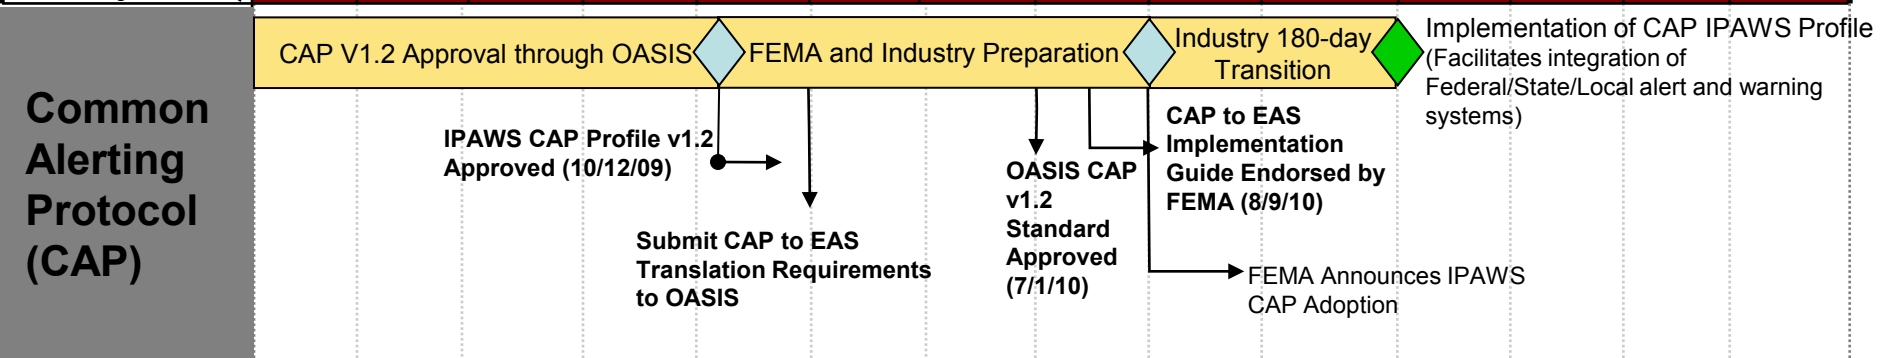 Common
Alerting
Protocol
(CAP)
CAP V1.2 Approval through OASIS
FEMA and Industry Preparation
Industry 180-day
Transition
Implementation of CAP IPAWS Profile
(Facilitates integration of
Federal/State/Local alert and warning
systems)
IPAWS CAP Profile v1.2
Approved (10/12/09)
Submit CAP to EAS
Translation Requirements
to OASIS
OASIS CAP
v1.2
Standard
Approved
(7/1/10)
CAP to EAS
Implementation
Guide Endorsed by
FEMA (8/9/10)
FEMA Announces IPAWS
CAP Adoption